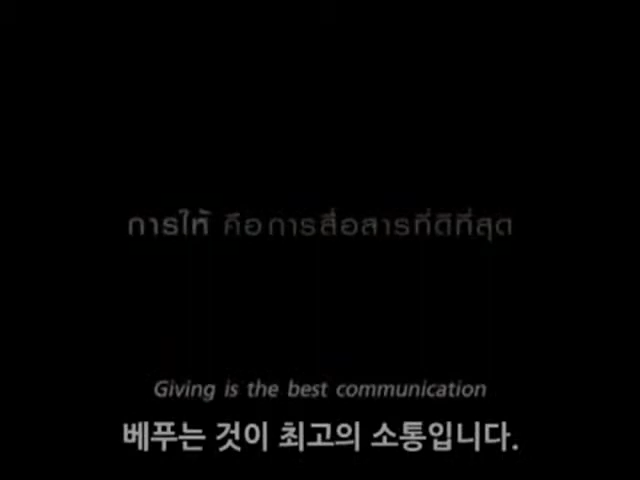 การให้ คือการสื่อสารที่ดีที่สุด
Giving is the best communication
베푸는 것이 최고의 소통입니다.